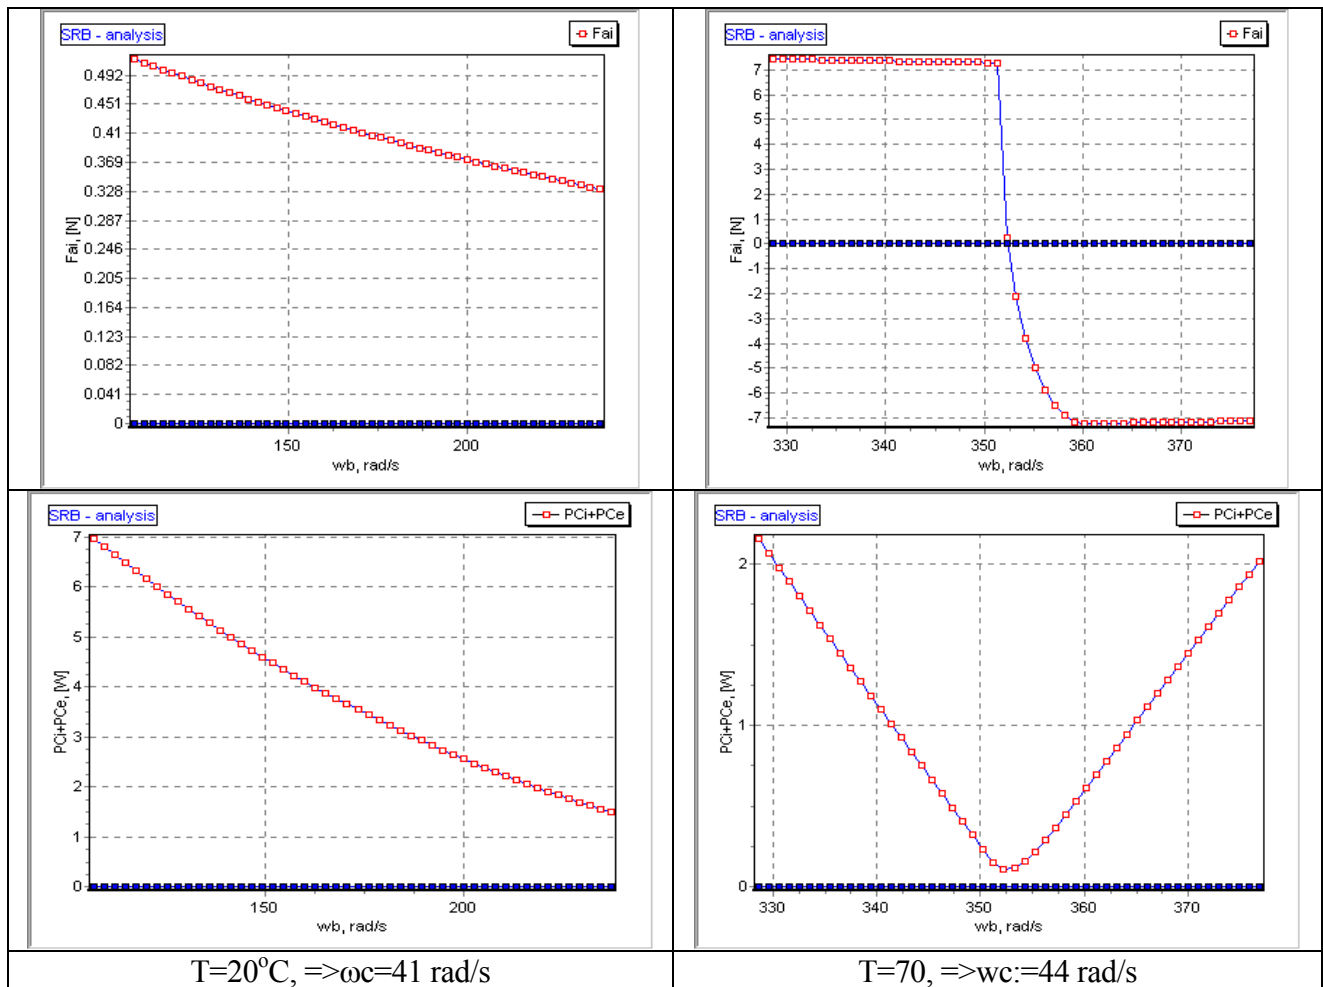 SRB - analysis
Fai
0.492
0.451
0.41
0.369
0.328
0.287
0.246
0.205
0.164
0.123
0.082
0.041
0
Fai, [N]
150
200
wb, rad/s
SRB - analysis
Fai
7
6
5
4
3
2
1
0
-1
-2
-3
-4
-5
-6
-7
Fai, [N]
330
340
350
360
370
wb, rad/s
SRB - analysis
PCi+PCe
7
6
5
4
3
2
1
0
PCi+PCe, [W]
150
200
wb, rad/s
SRB - analysis
PCi+PCe
2
1
0
PCi+PCe, [W]
330
340
350
360
370
wb, rad/s
T=20°C, =>ωc=41 rad/s
T=70, =>wc:=44 rad/s